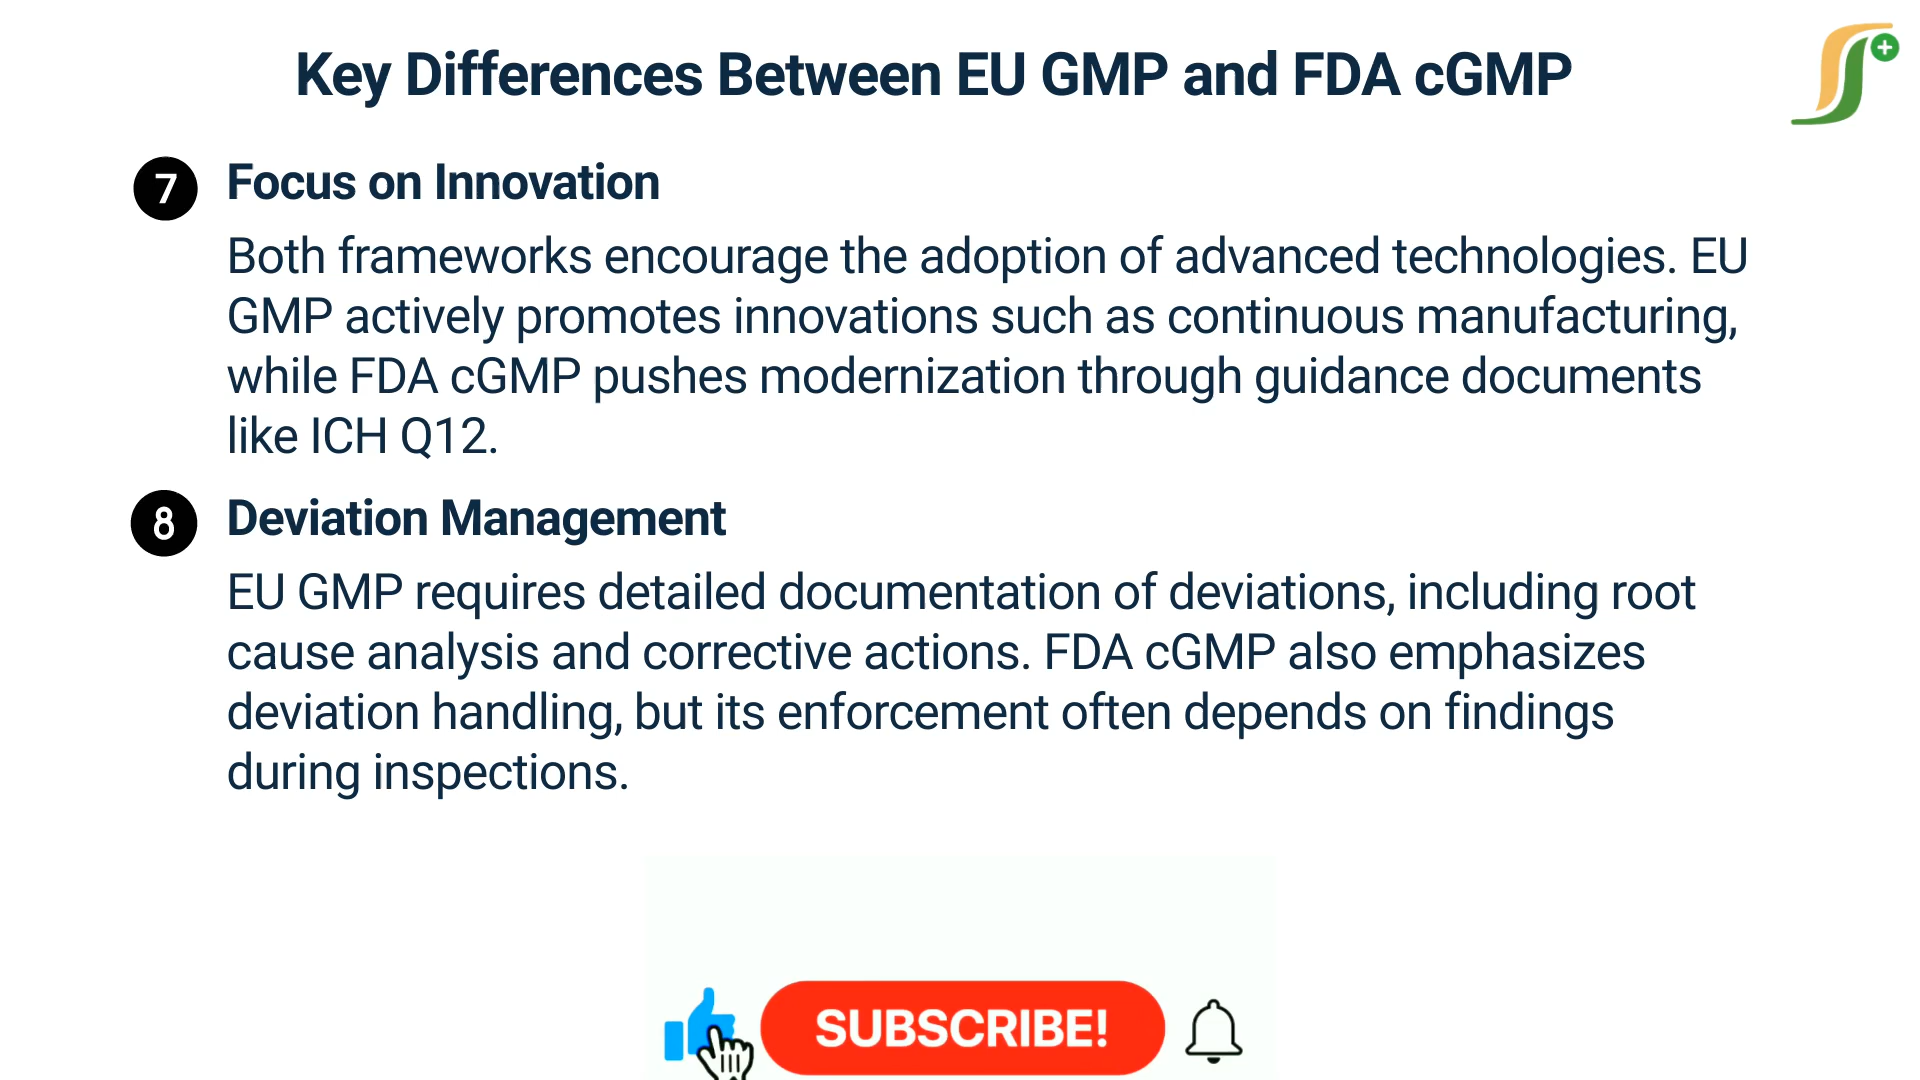 Key Differences Between EU GMP and FDA cGMP
7 Focus on Innovation
Both frameworks encourage the adoption of advanced technologies. EU
GMP actively promotes innovations such as continuous manufacturing,
while FDA cGMP pushes modernization through guidance documents
like ICH Q12.
8 Deviation Management
EU GMP requires detailed documentation of deviations, including root
cause analysis and corrective actions. FDA cGMP also emphasizes
deviation handling, but its enforcement often depends on findings
during inspections.
SUBSCRIBE!